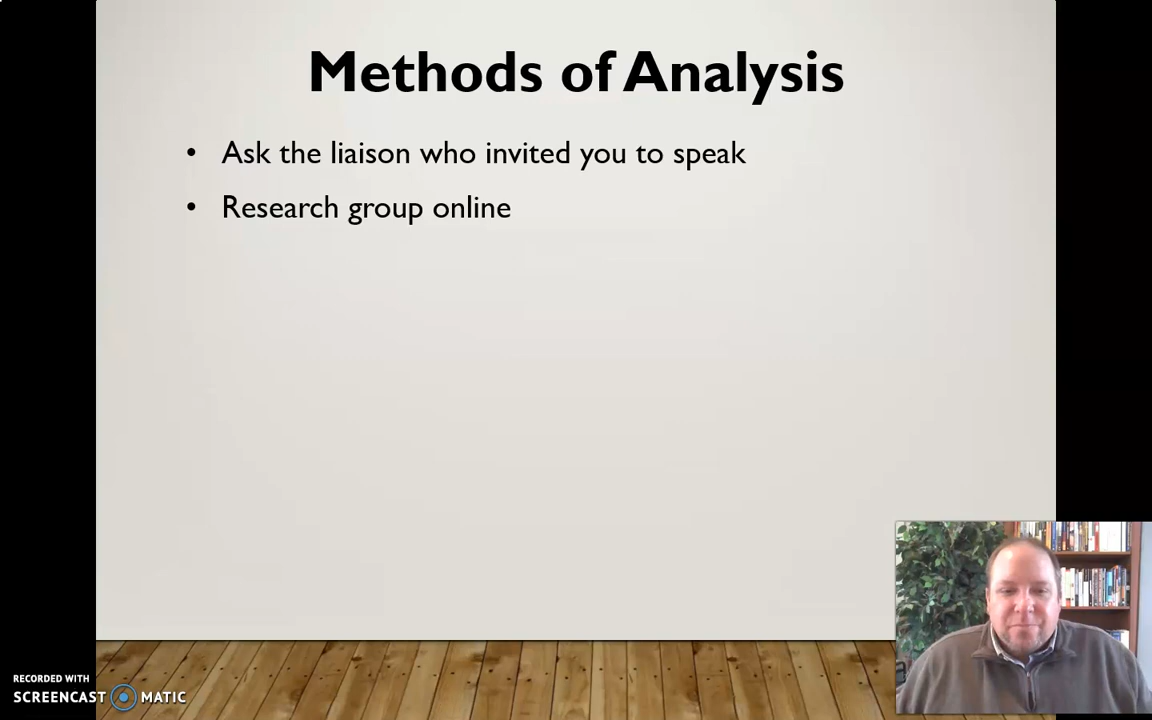 Methods of Analysis
• Ask the liaison who invited you to speak
• Research group online
RECORDED WITH
SCREENCAST MATIC